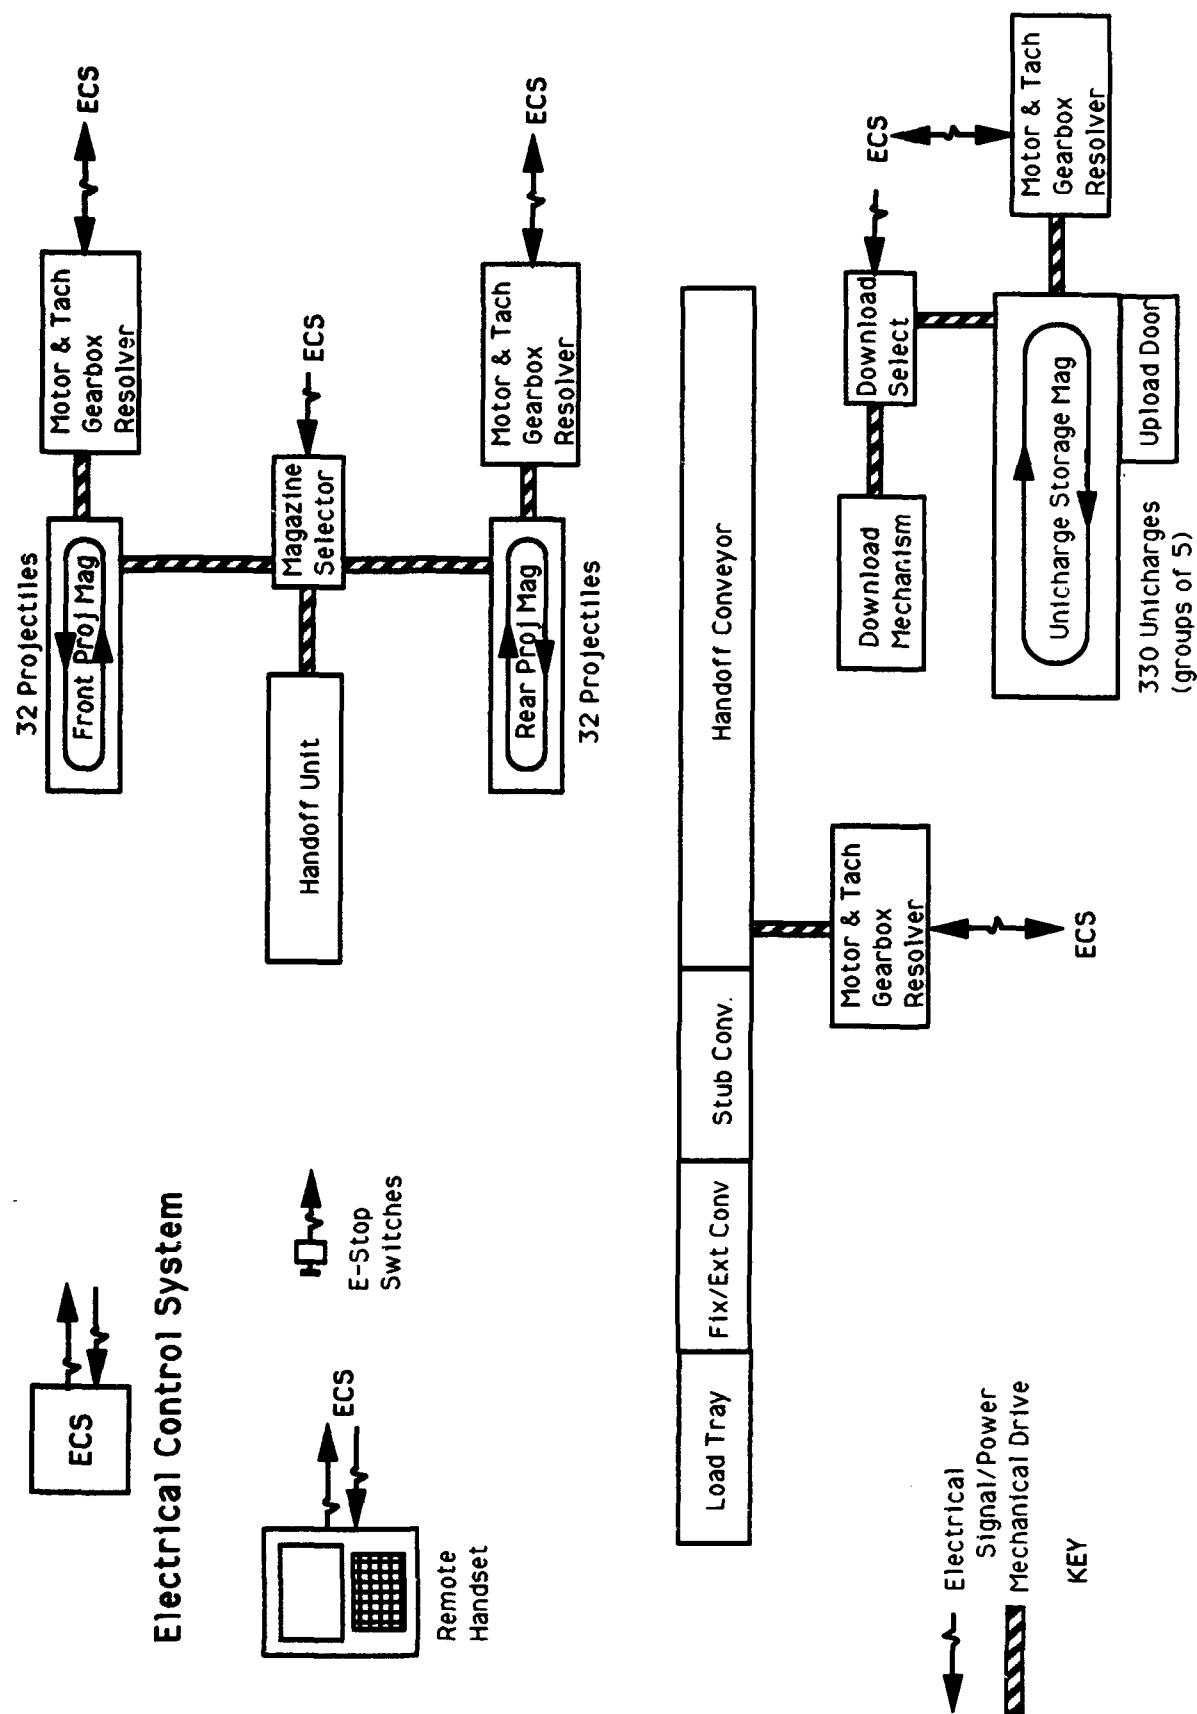 ECS
Electrical Control System
Remote
Handset
ECS
E-Stop
Switches
32 Projectiles
Front Proj Mag
Motor & Tach
Gearbox
Resolver
ECS
Handoff Unit
Magazine
Selector
ECS
Rear Proj Mag
32 Projectiles
Motor & Tach
Gearbox
Resolver
ECS
Load Tray
Fix/Ext Conv
Stub Conv.
Handoff Conveyor
Motor & Tach
Gearbox
Resolver
ECS
Download
Mechanism
Download
Select
ECS
Unicharge Storage Mag
Upload Door
330 Unicharges
(groups of 5)
Motor & Tach
Gearbox
Resolver
Electrical
Signal/Power
Mechanical Drive
KEY